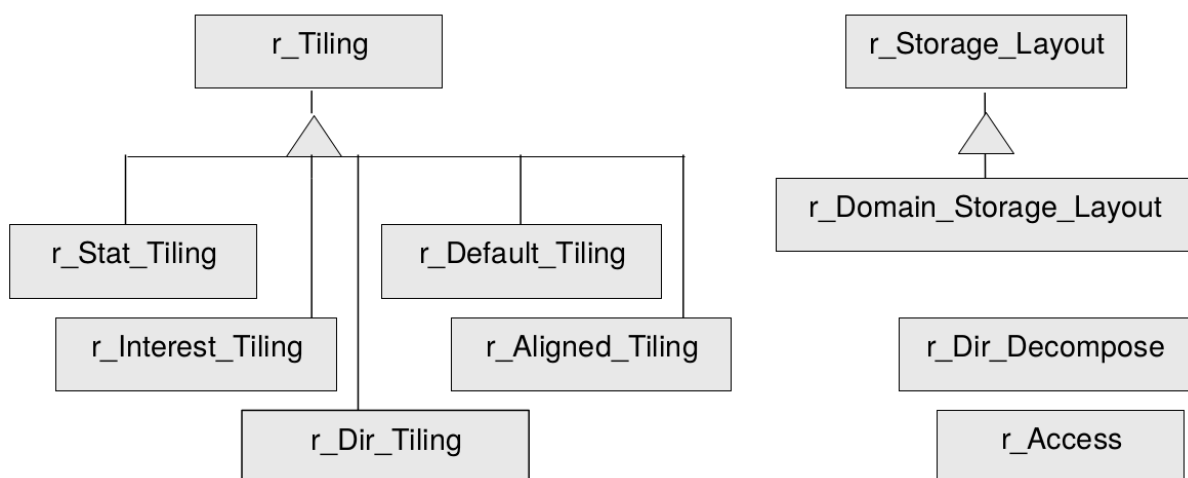 r_Tiling
r_Storage_Layout
r_Domain_Storage_Layout
r_Stat_Tiling
r_Default_Tiling
r_Interest_Tiling
r_Aligned_Tiling
r_Dir_Decompose
r_Dir_Tiling
r_Access